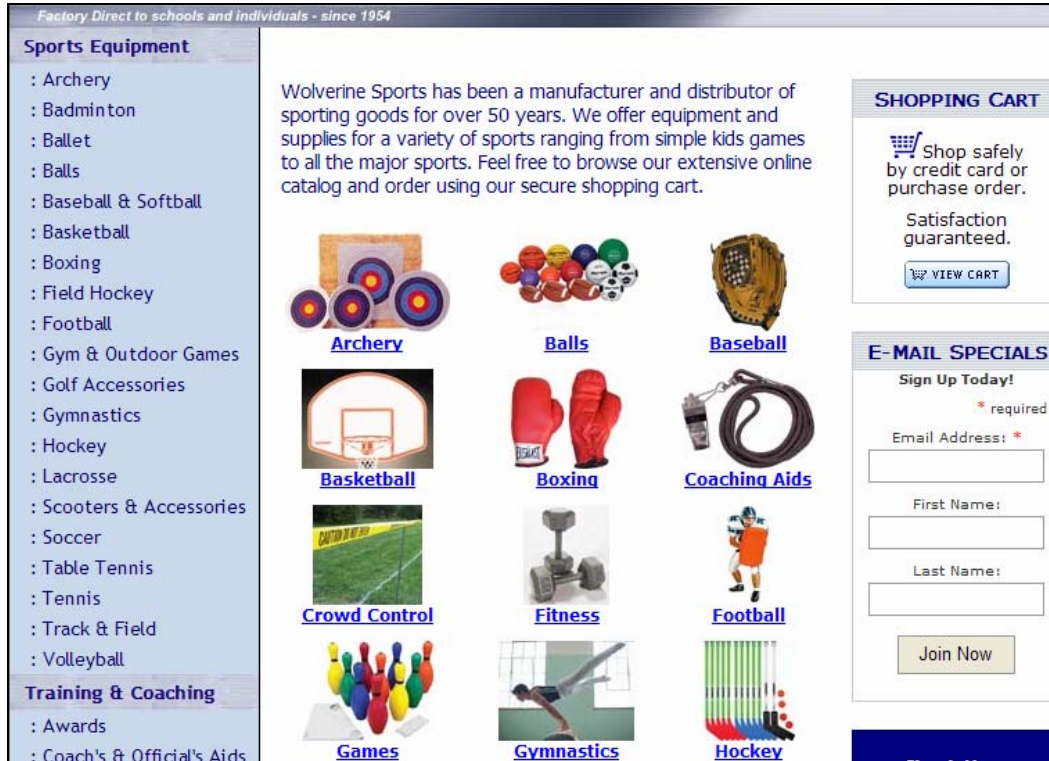 Factory Direct to schools and individuals - since 1954
Sports Equipment
: Archery
: Badminton
: Ballet
: Balls
: Baseball & Softball
: Basketball
: Boxing
: Field Hockey
: Football
: Gym & Outdoor Games
: Golf Accessories
: Gymnastics
: Hockey
: Lacrosse
: Scooters & Accessories
: Soccer
: Table Tennis
: Tennis
: Track & Field
: Volleyball
Training & Coaching
: Awards
: Coach's & Official's Aids
Wolverine Sports has been a manufacturer and distributor of
sporting goods for over 50 years. We offer equipment and
supplies for a variety of sports ranging from simple kids games
to all the major sports. Feel free to browse our extensive online
catalog and order using our secure shopping cart.
Archery
Balls
Baseball
Basketball
EVERLAST
Boxing
Coaching Aids
CAUTION DO NOT
Crowd Control
Fitness
Football
Games
Gymnastics
Hockey
SHOPPING CART
Shop safely
by credit card or
purchase order.
Satisfaction
guaranteed.
VIEW CART
E-MAIL SPECIALS
Sign Up Today!
* required
Email Address: *
First Name:
Last Name:
Join Now